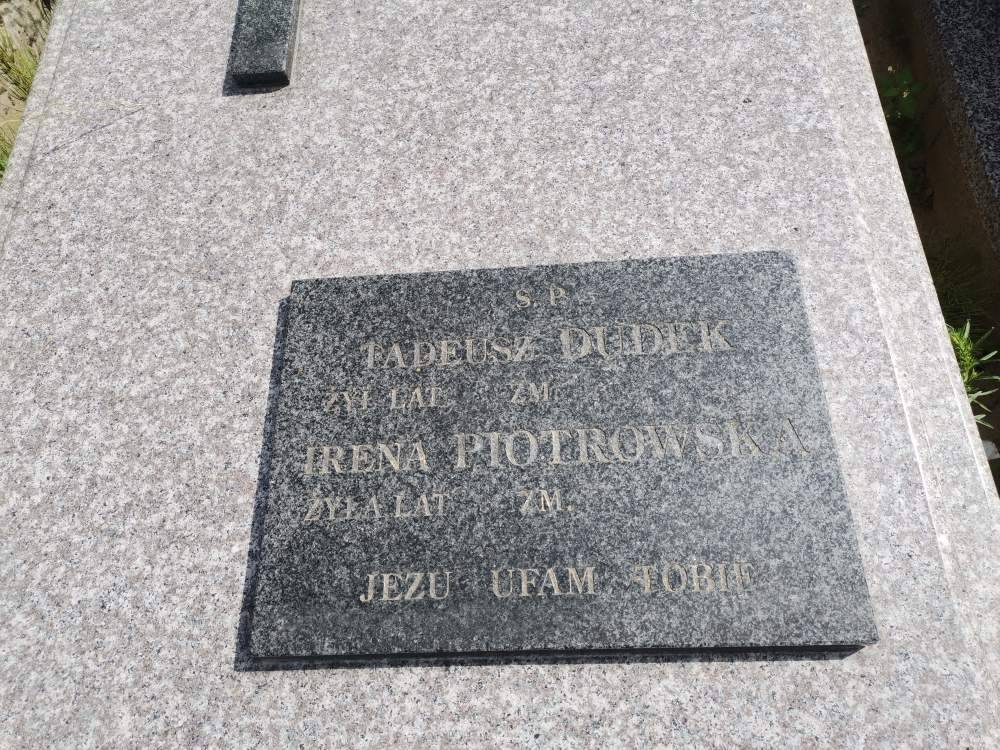 S. P.
TADEUSZ DUDEK
ŻYŁ LAT ZM.
IRENA PIOTROWSKA
ŻYŁA LAT ZM.
JEZU UFAM TOBIE